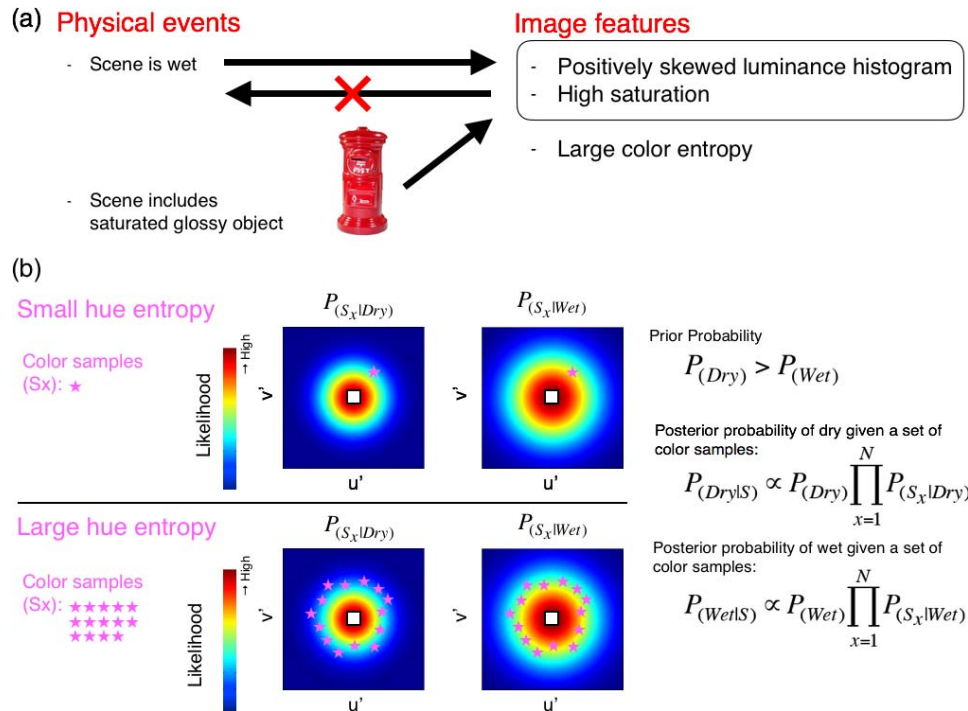 (a) Physical events
Image features
- Scene is wet
- Positively skewed luminance histogram
- High saturation
- Large color entropy
- Scene includes
saturated glossy object
(b)
Small hue entropy
Color samples
(Sx): ★
Likelihood
→ High
P(Sx|Dry)
v'
u'
P(Sx|Wet)
v'
u'
Prior Probability
P(Dry) > P(Wet)
Posterior probability of dry given a set of
color samples:
P(Dry|S) ∝ P(Dry) ∏ N x=1 P(Sx|Dry)
Large hue entropy
Color samples
(Sx): ★★★★★
★★★★★
★★★★
Likelihood
→ High
P(Sx|Dry)
v'
u'
P(Sx|Wet)
v'
u'
Posterior probability of wet given a set of
color samples:
P(Wet|S) ∝ P(Wet) ∏ N x=1 P(Sx|Wet)